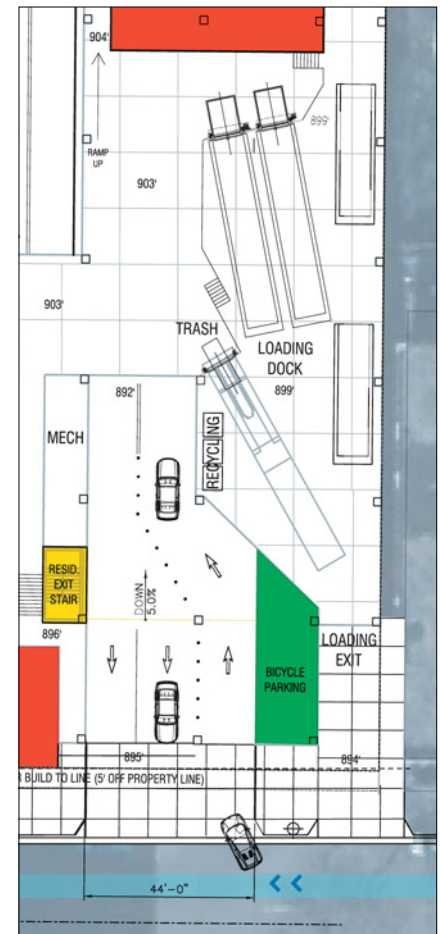 904'
RAMP
UP
899'
903'
903'
TRASH
LOADING
DOCK
899'
892'
MECH
RECYCLING
RESID.
EXIT
STAIR
DOWN
5.0%
896'
LOADING
EXIT
BICYCLE
PARKING
895'
894'
R BUILD TO LINE (5' OFF PROPERTY LINE)
44'-0"